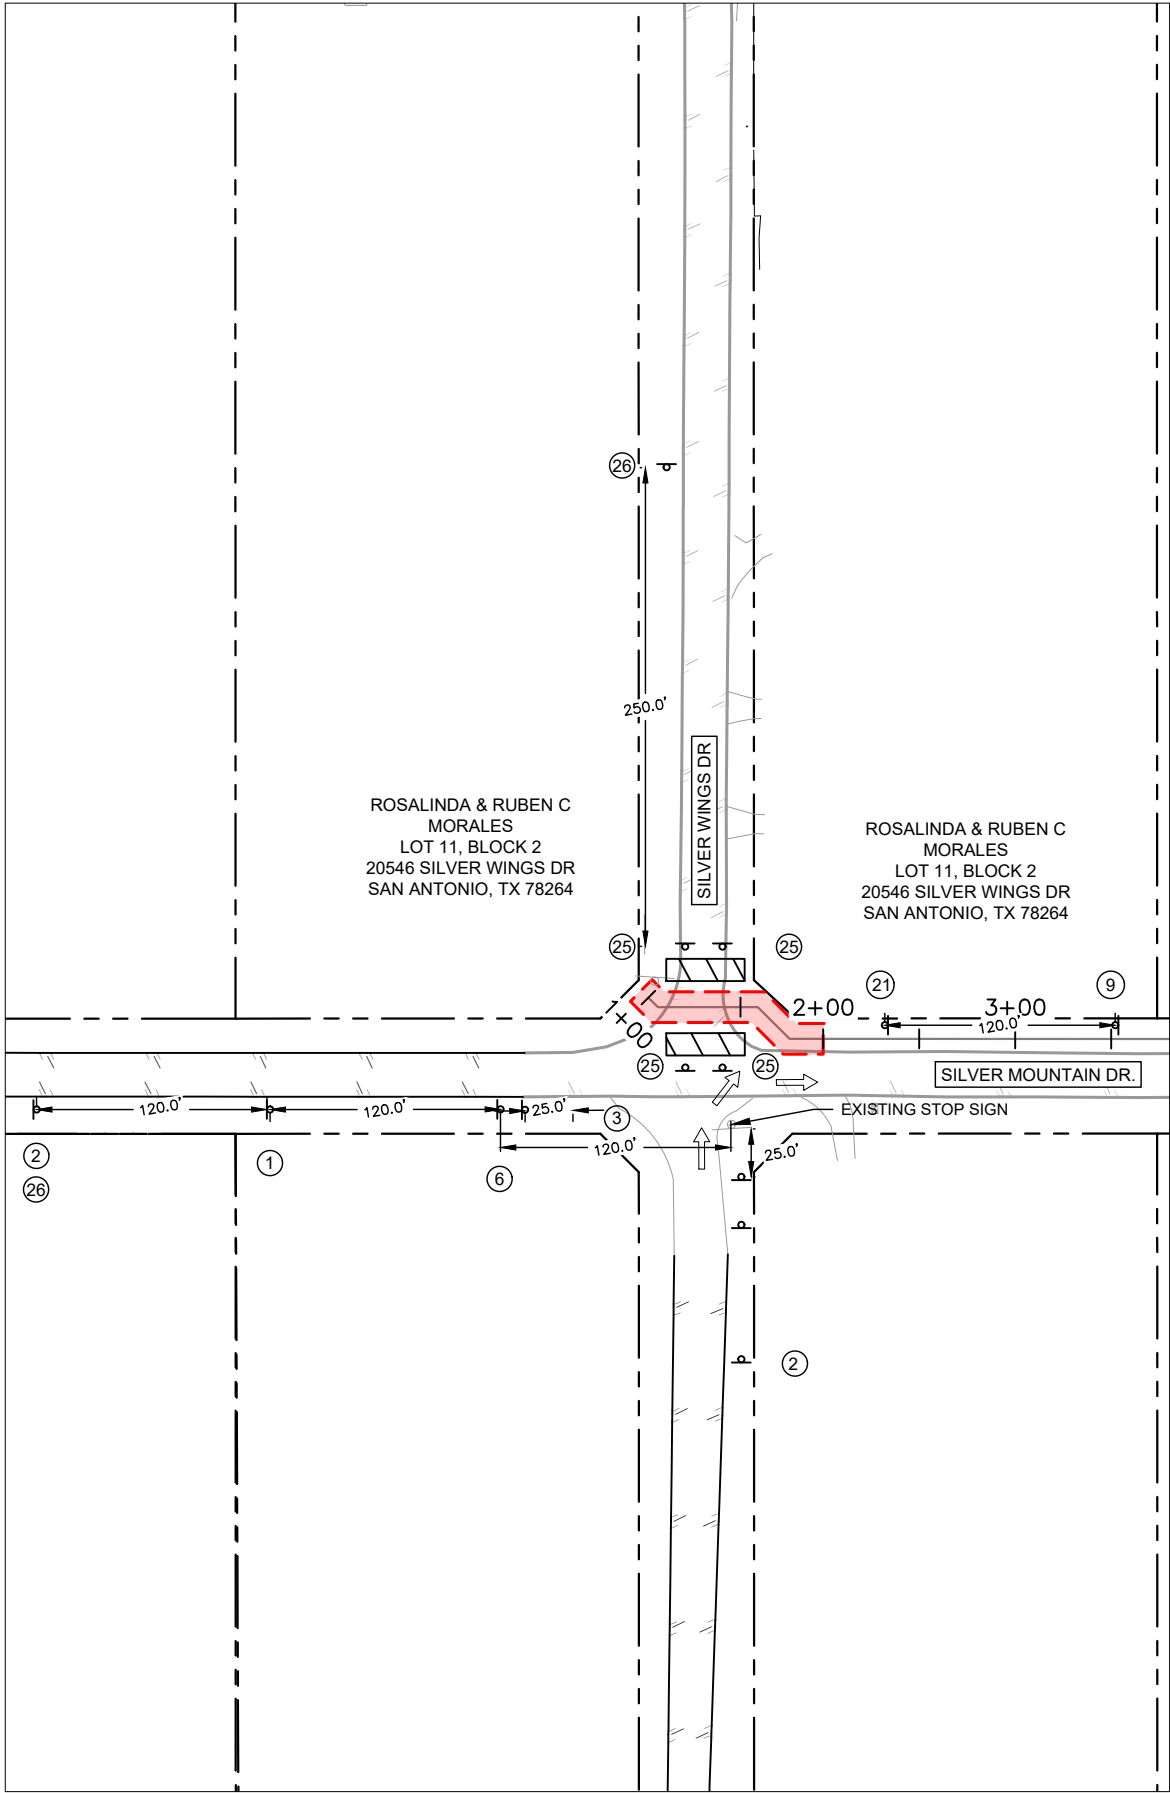 26
250.0'
SILVER WINGS DR
ROSALINDA & RUBEN C
MORALES
LOT 11, BLOCK 2
20546 SILVER WINGS DR
SAN ANTONIO, TX 78264
ROSALINDA & RUBEN C
MORALES
LOT 11, BLOCK 2
20546 SILVER WINGS DR
SAN ANTONIO, TX 78264
25
25
21
9
1+00
2+00
3+00
120.0'
25
25
SILVER MOUNTAIN DR.
120.0'
120.0'
25.0'
3
EXISTING STOP SIGN
120.0'
25.0'
2
1
6
26
2